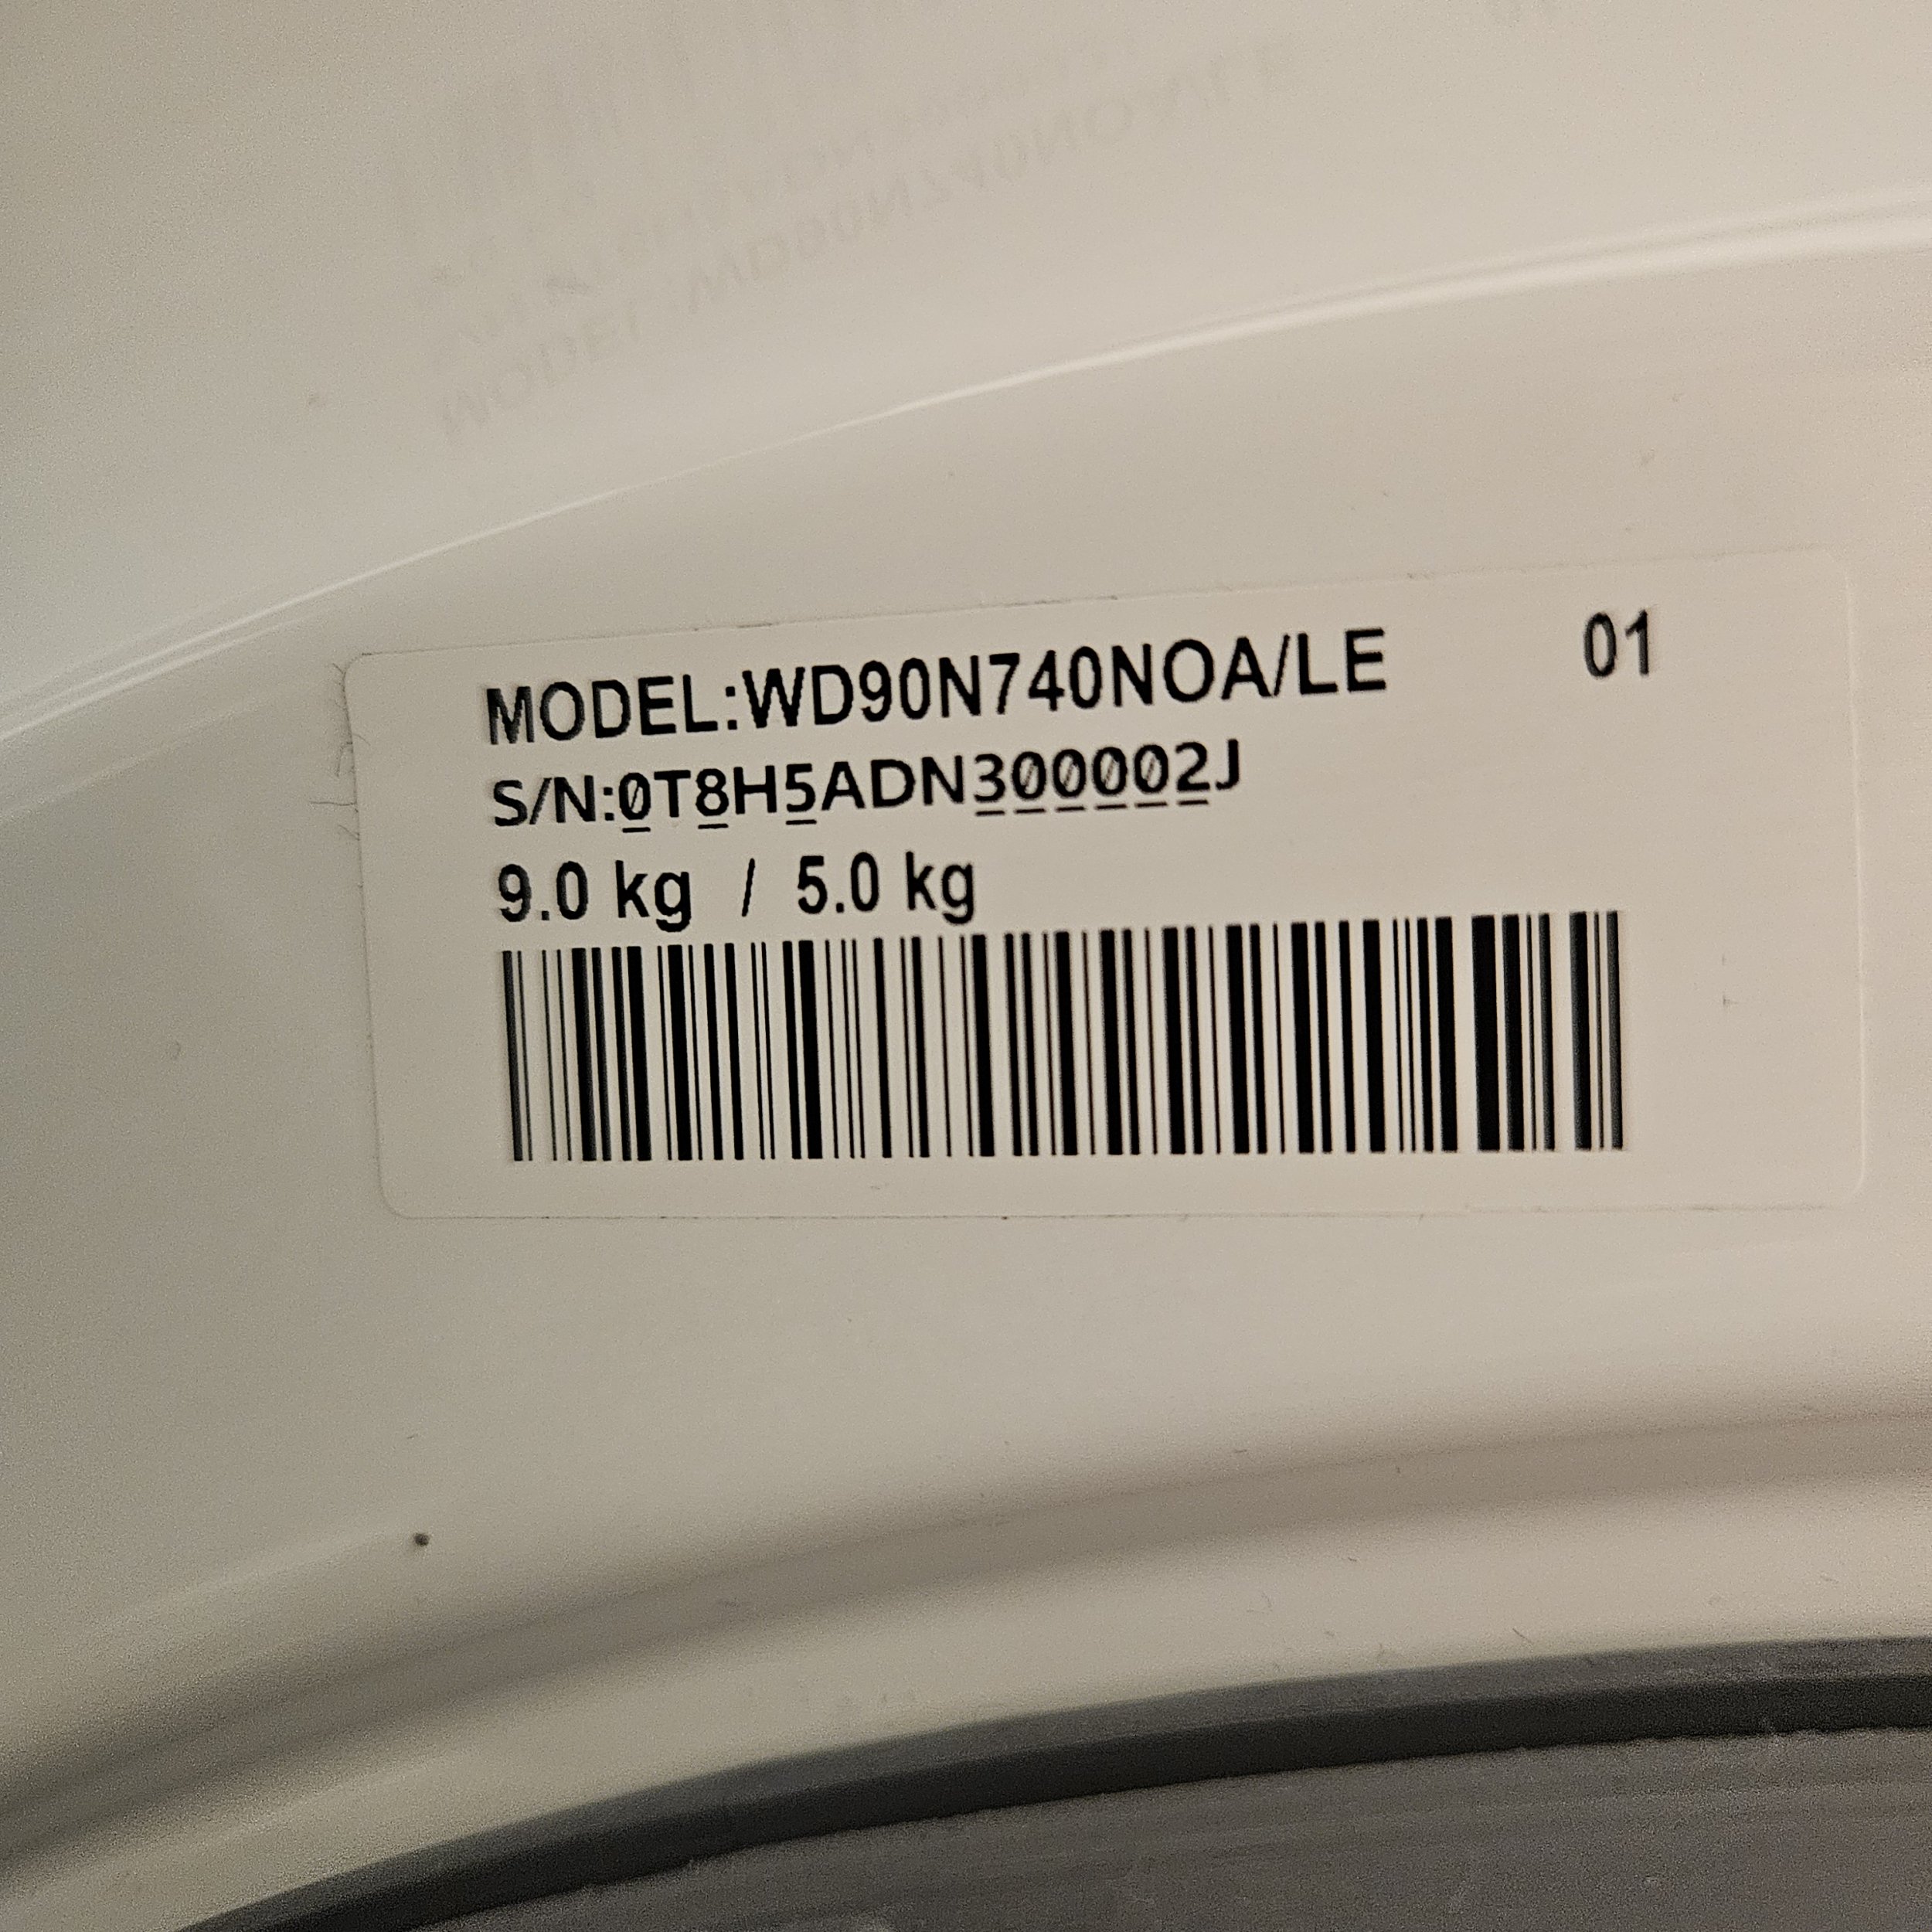 MODEL:WD90N740NOA/LE 01
S/N:0T8H5ADN300002J
9.0 kg / 5.0 kg